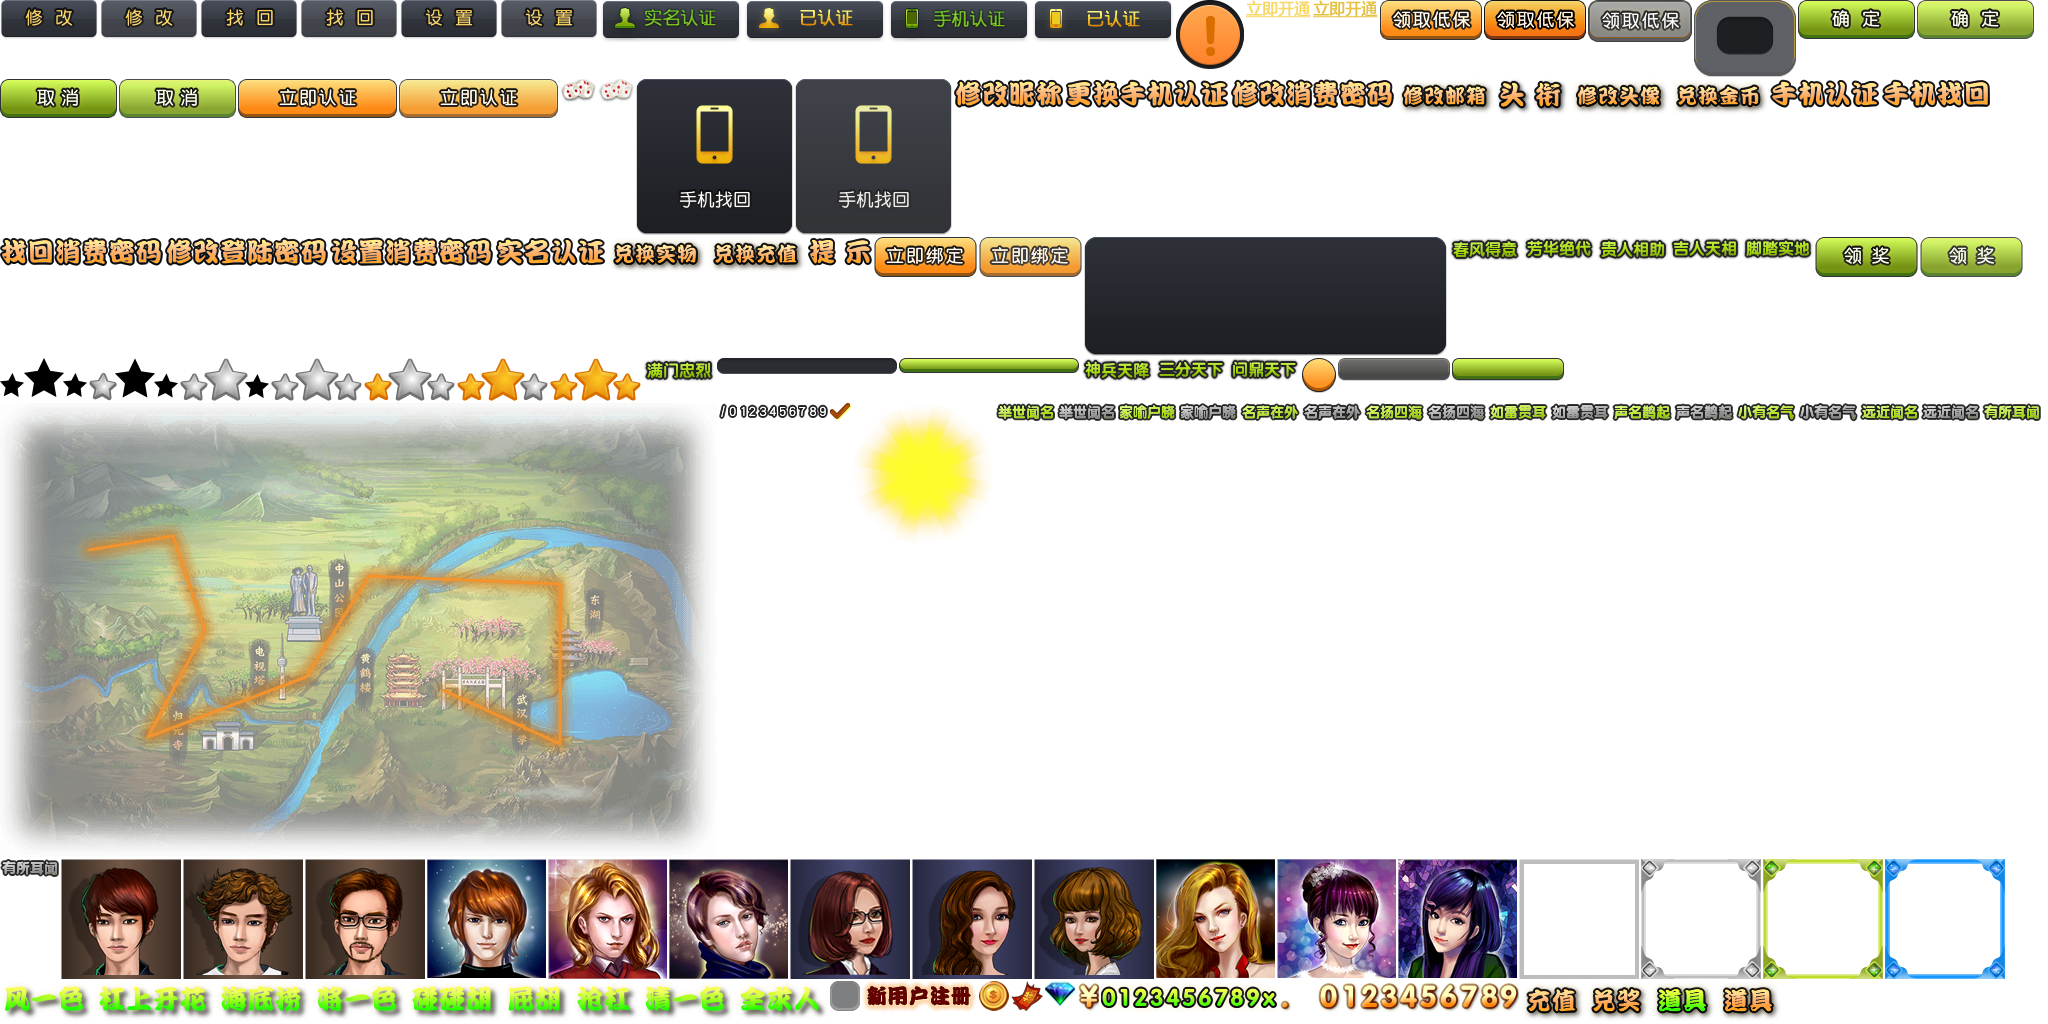 修 改 修 改 找 回 找 回 设 置 设 置 实名认证 已认证 手机认证 已认证 立即开通 立即开通 领取低保 领取低保 领取低保 确 定 确 定
取 消 取 消 立即认证 立即认证 修改昵称 更换手机认证 修改消费密码 修改邮箱 头 衔 修改头像 兑换金币 手机认证 手机找回
手机找回 手机找回
找回消费密码 修改登陆密码 设置消费密码 实名认证 兑换实物 兑换充值 提 示 立即绑定 立即绑定 春风得意 芳华绝代 贵人相助 吉人天相 脚踏实地 领 奖 领 奖
满门忠烈 神兵天降 三分天下 问鼎天下
/0123456789 举世闻名 举世闻名 家喻户晓 家喻户晓 名声在外 名声在外 名扬四海 名扬四海 如雷贯耳 如雷贯耳 声名鹊起 声名鹊起 小有名气 小有名气 远近闻名 远近闻名 有所耳闻
中山公园
东湖
电视塔
黄鹤楼
武汉大学
归元寺
有所耳闻
风一色 杠上开花 海底捞 将一色 碰碰胡 屁胡 抢杠 清一色 全求人 新用户注册 ¥0123456789x. 0123456789 充值 兑奖 道具 道具